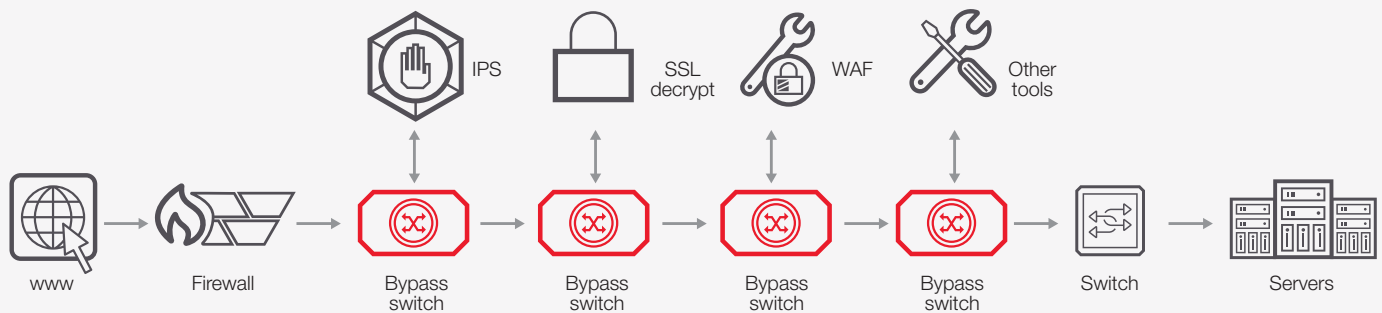 IPS
SSL
decrypt
WAF
Other
tools
www
Firewall
Bypass
switch
Bypass
switch
Bypass
switch
Bypass
switch
Switch
Servers